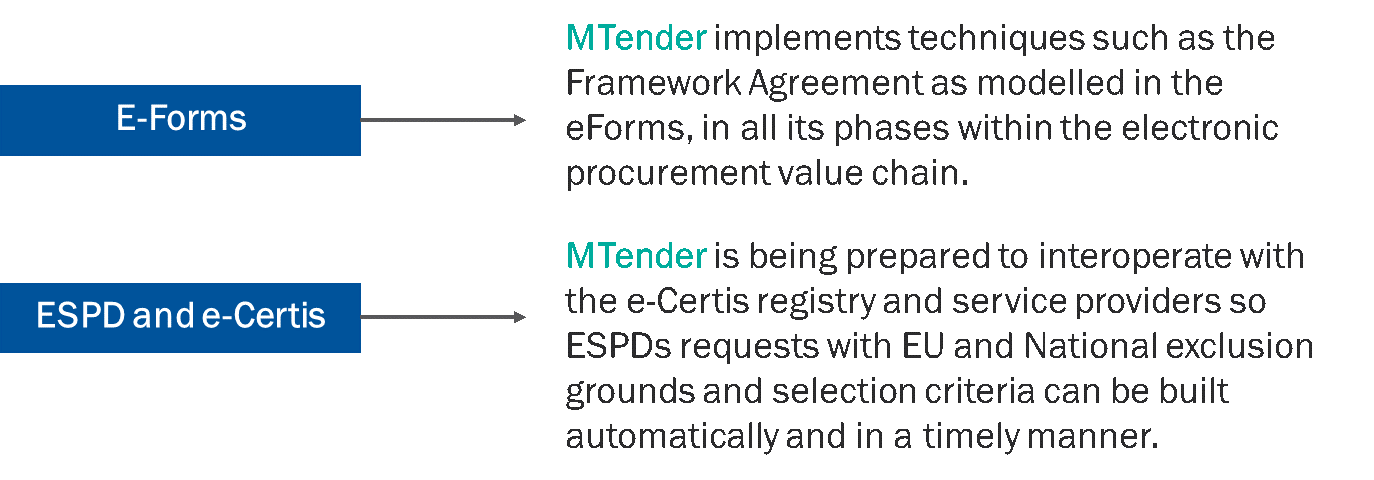 E-Forms
MTender implements techniques such as the
Framework Agreement as modelled in the
eForms, in all its phases within the electronic
procurement value chain.
ESPD and e-Certis
MTender is being prepared to interoperate with
the e-Certis registry and service providers so
ESPDs requests with EU and National exclusion
grounds and selection criteria can be built
automatically and in a timely manner.